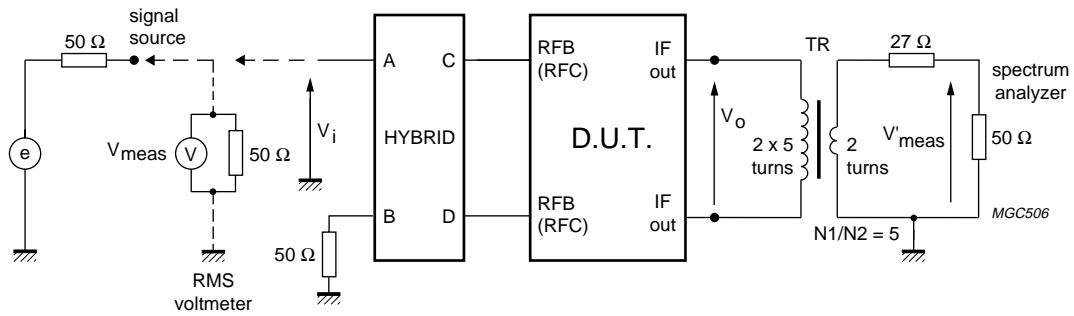 signal
source
50 Ω
e
Vmeas
V
50 Ω
RMS
voltmeter
Vi
50 Ω
A
C
HYBRID
B
D
RFB
(RFC)
IF
out
D.U.T.
RFB
(RFC)
IF
out
Vo
TR
2 x 5
turns
2
turns
N1/N2 = 5
27 Ω
V'meas
spectrum
analyzer
50 Ω
MGC506